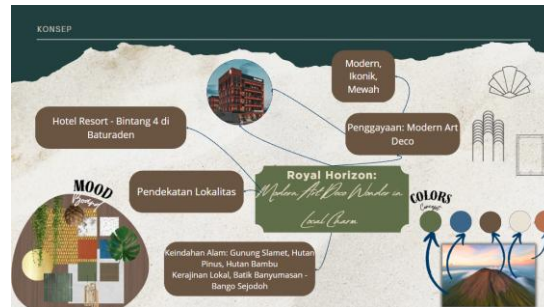 KONSEP
Modern,
Ikonik,
Mewah
Hotel Resort - Bintang 4 di
Baturaden
Penggayaan: Modern Art
Deco
Pendekatan Lokalitas
Royal Horizon:
Modern Art Deco Wonder in
Local Charm
MOOD
Board
COLORS
Concept
Keindahan Alam: Gunung Slamet, Hutan
Pinus, Hutan Bambu
Kerajinan Lokal, Batik Banyumasan -
Bango Sejodoh